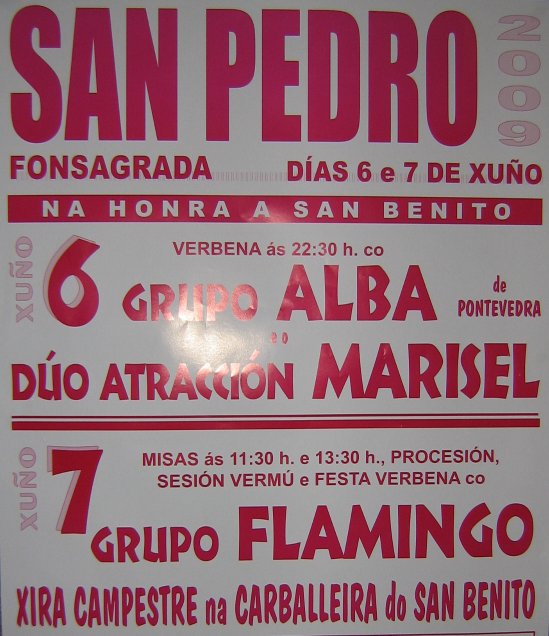 SAN PEDRO 2009
FONSAGRADA DÍAS 6 e 7 DE XUÑO
NA HONRA A SAN BENITO
XUÑO 6
VERBENA ás 22:30 h. co
GRUPO ALBA de PONTEVEDRA
e o
DÚO ATRACCIÓN MARISEL
XUÑO 7
MISAS ás 11:30 h. e 13:30 h., PROCESIÓN,
SESIÓN VERMÚ e FESTA VERBENA co
GRUPO FLAMINGO
XIRA CAMPESTRE na CARBALLEIRA do SAN BENITO